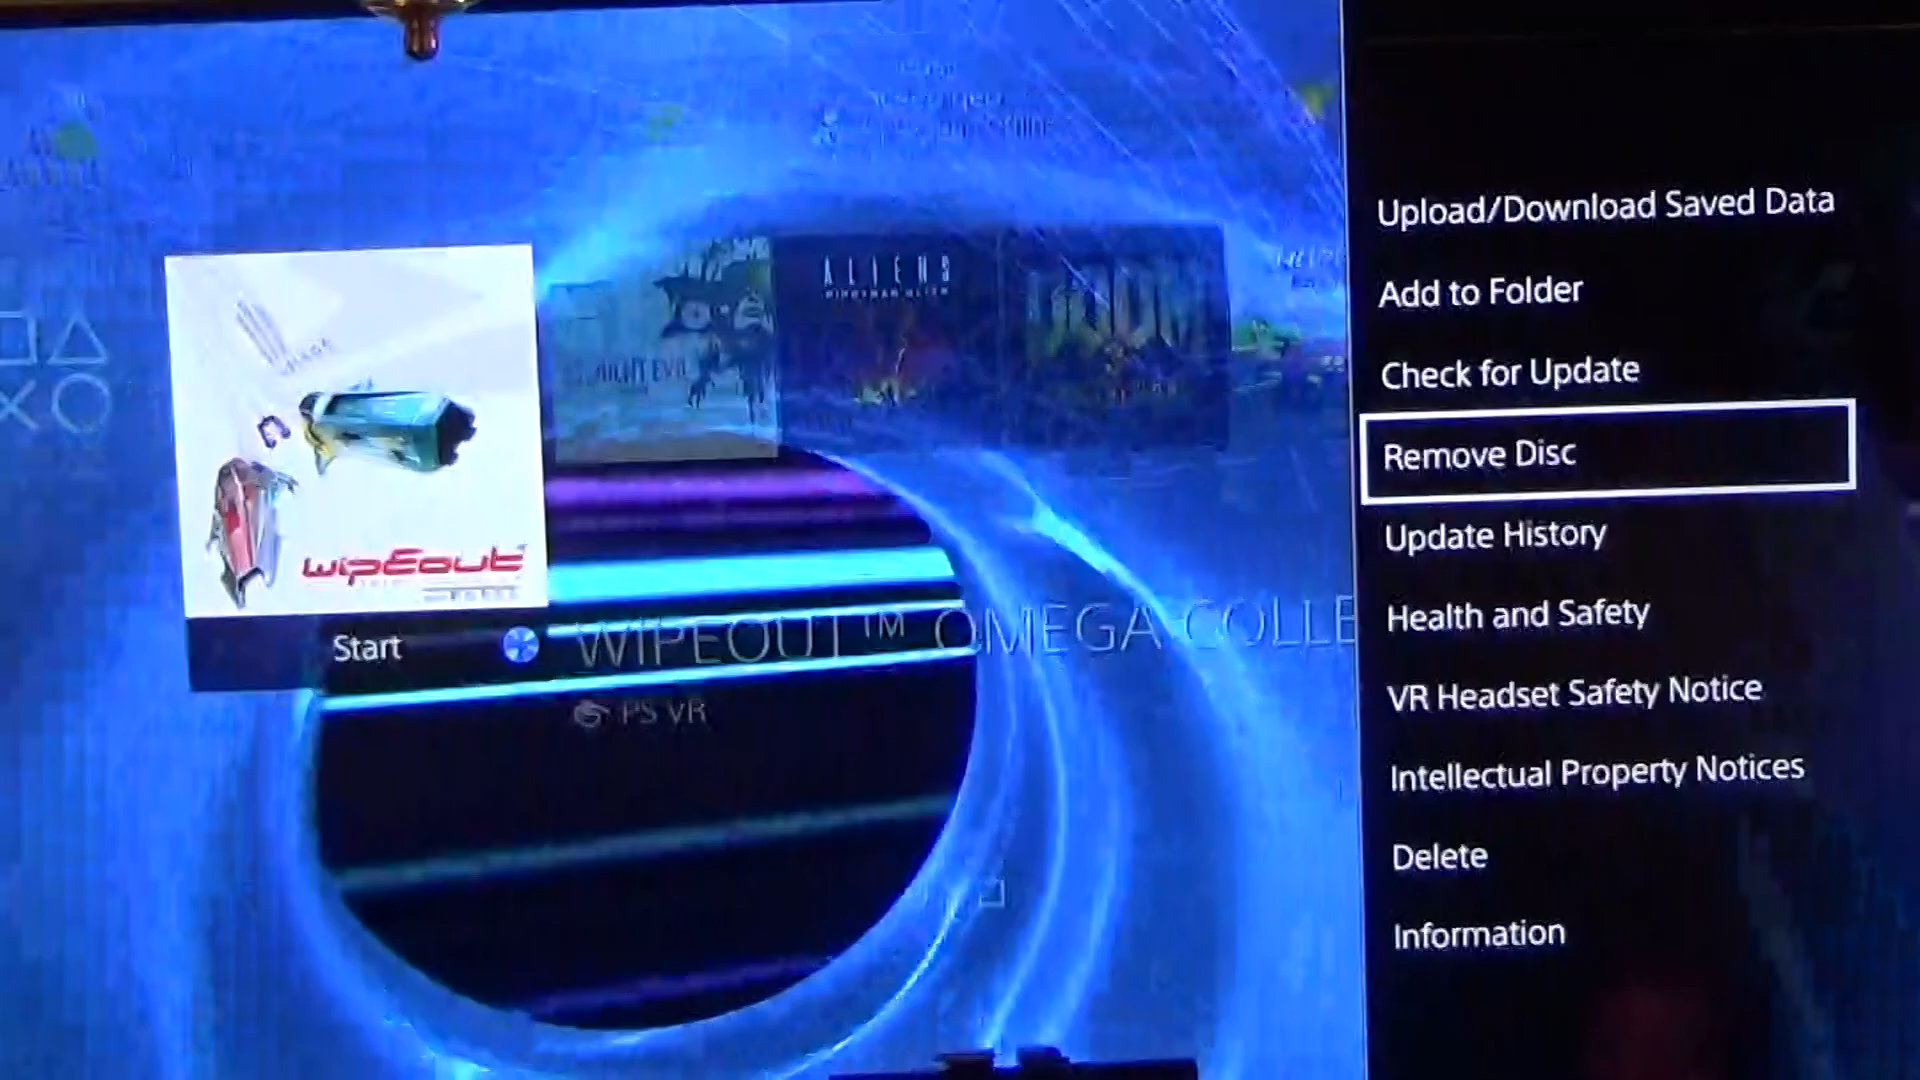 ALIENS
DOOM
wipEout
Start
WIPEOUT™ OMEGA COLLE
PS VR
Upload/Download Saved Data
Add to Folder
Check for Update
Remove Disc
Update History
Health and Safety
VR Headset Safety Notice
Intellectual Property Notices
Delete
Information